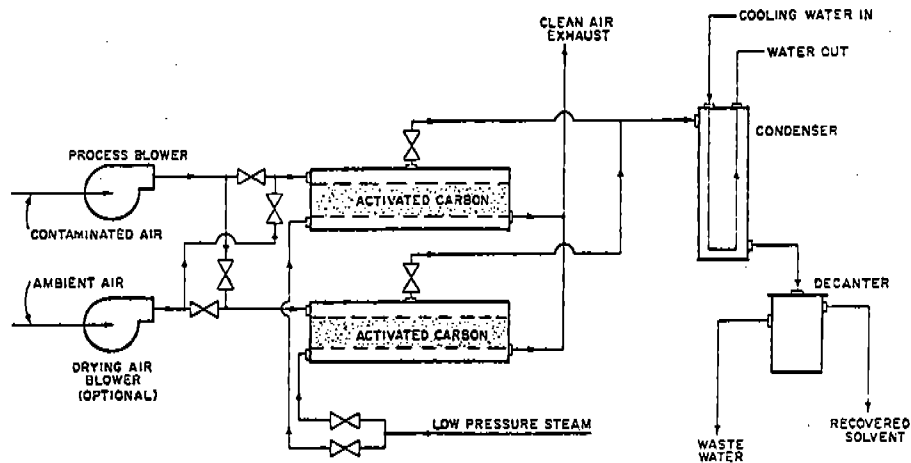 CLEAN AIR
EXHAUST
COOLING WATER IN
WATER OUT
PROCESS BLOWER
CONDENSER
ACTIVATED CARBON
CONTAMINATED AIR
AMBIENT AIR
DECANTER
ACTIVATED CARBON
DRYING AIR
BLOWER
(OPTIONAL)
LOW PRESSURE STEAM
WASTE
WATER
RECOVERED
SOLVENT